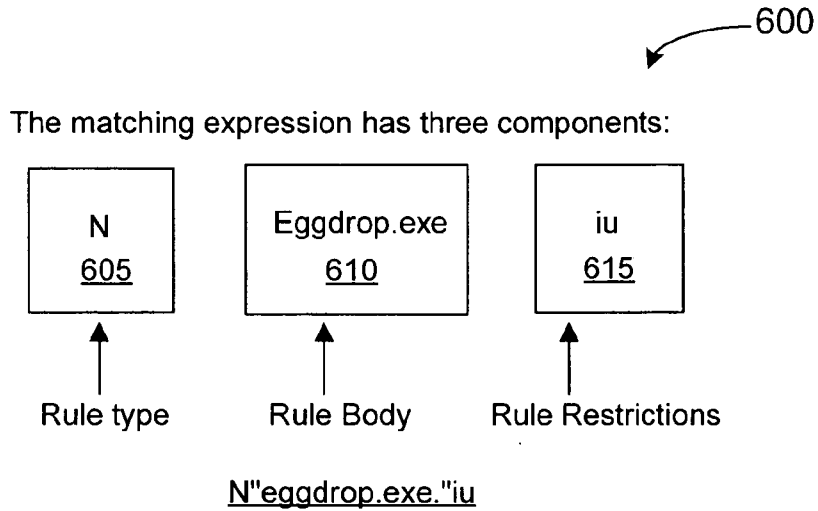 600
The matching expression has three components:
N Eggdrop.exe iu
605 610 615
Rule type Rule Body Rule Restrictions
N"eggdrop.exe."iu